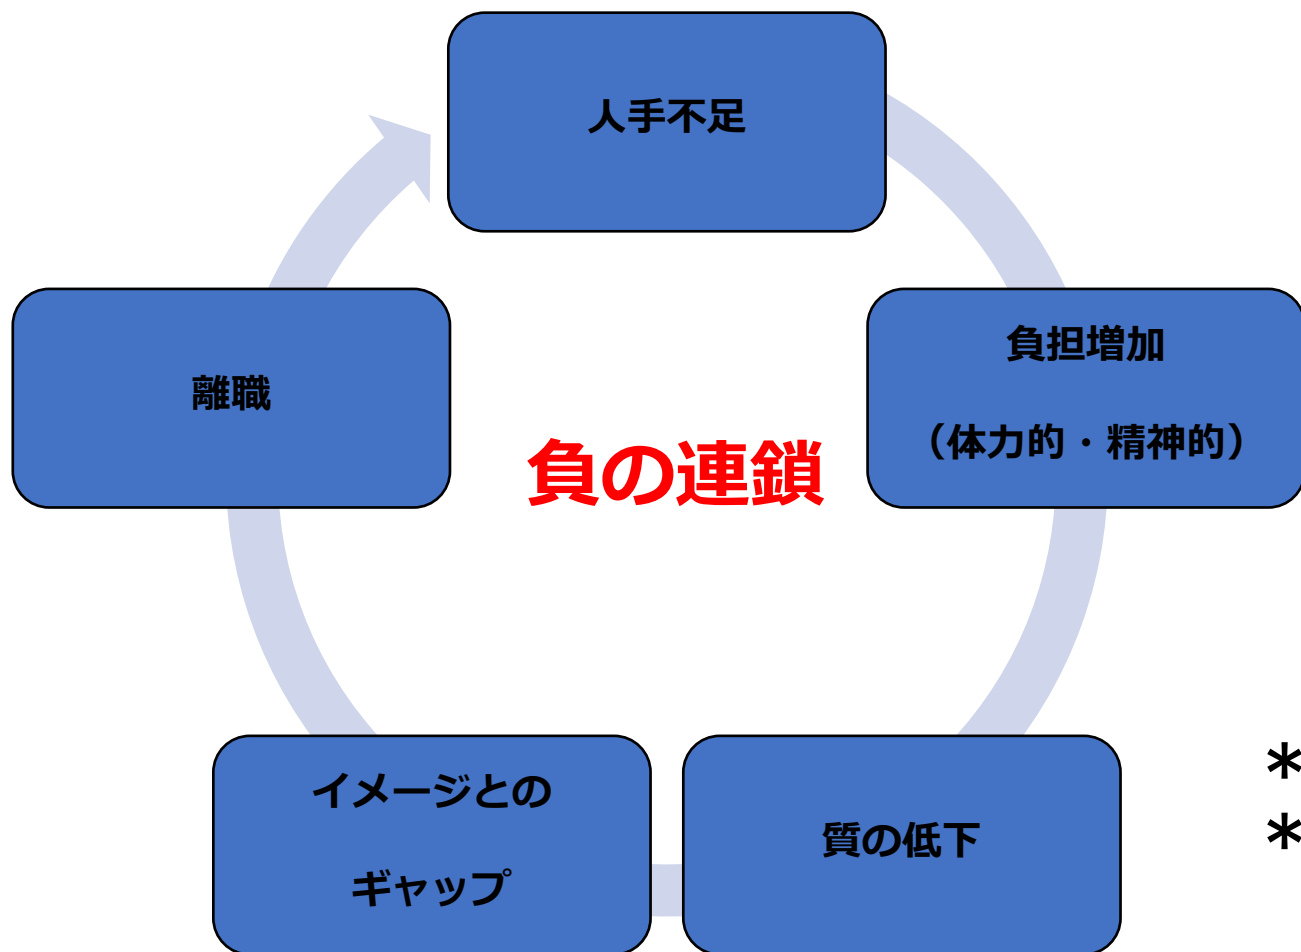 人手不足
負担増加
（体力的・精神的）
離職
負の連鎖
イメージとの
ギャップ
質の低下
*
*